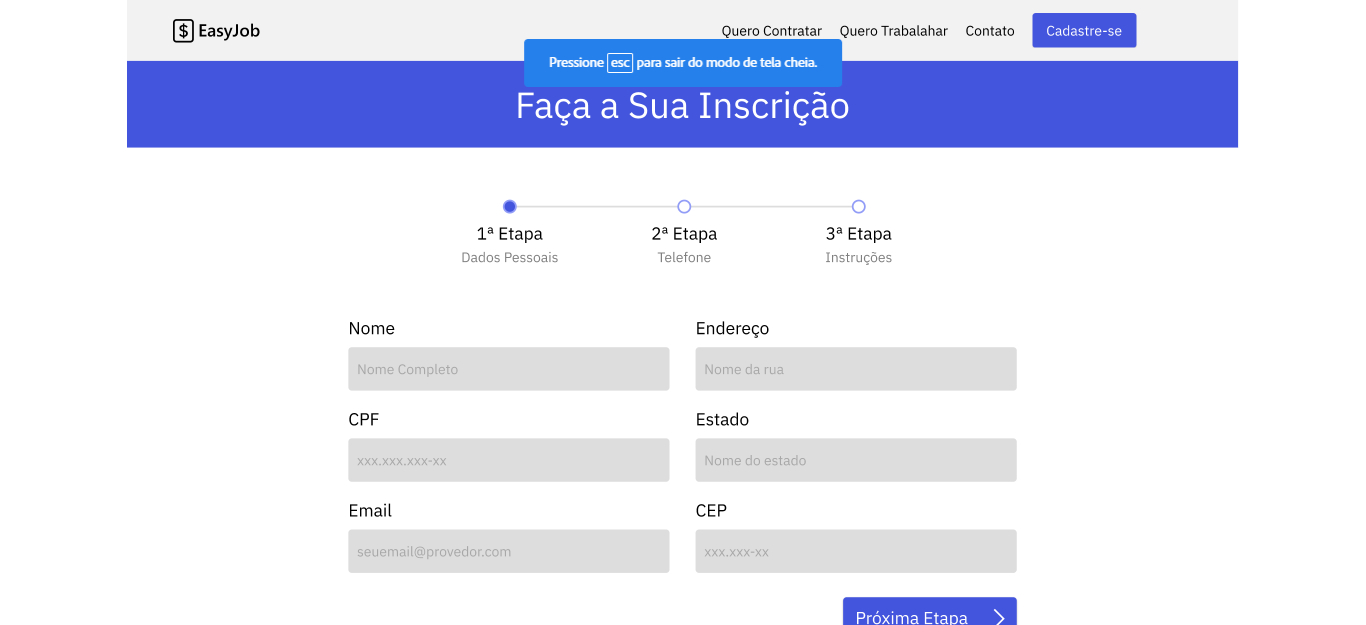 $ EasyJob
Quero Contratar Quero Trabalahar Contato Cadastre-se
Pressione esc para sair do modo de tela cheia.
Faça a Sua Inscrição
1ª Etapa 2ª Etapa 3ª Etapa
Dados Pessoais Telefone Instruções
Nome Endereço
Nome Completo Nome da rua
CPF Estado
xxx.xxx.xxx-xx Nome do estado
Email CEP
seuemail@provedor.com xxx.xxx-xx
Próxima Etapa